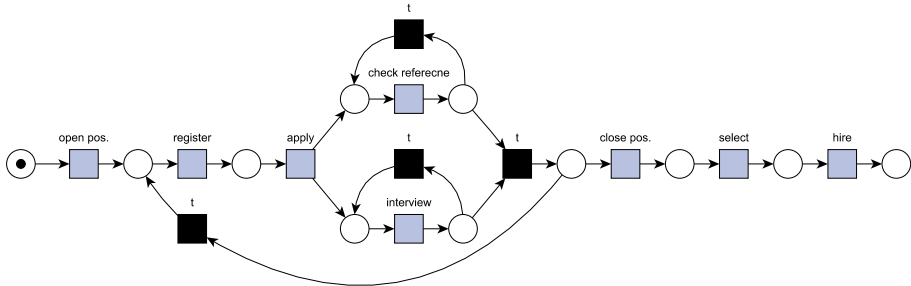 t
check referecne
open pos.
register
apply
t
t
close pos.
select
hire
interview
t